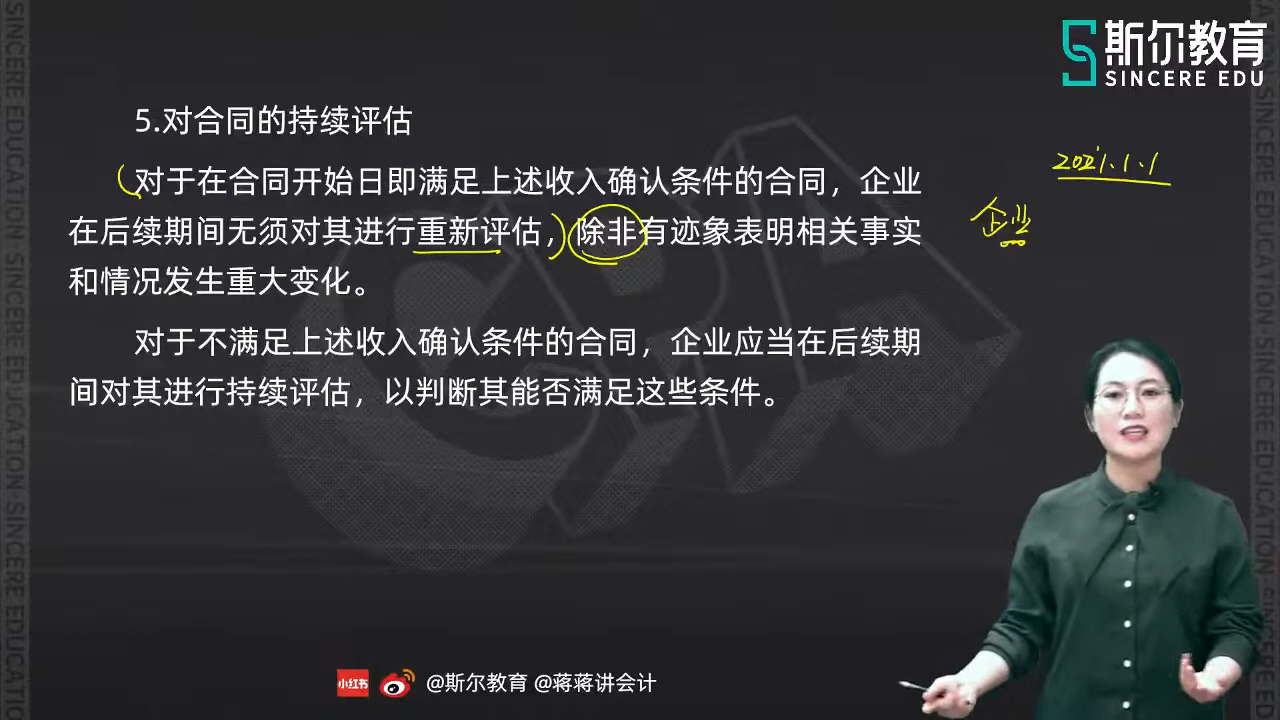 斯尔教育
SINCERE EDU
5.对合同的持续评估
2021.1.1
对于在合同开始日即满足上述收入确认条件的合同，企业
在后续期间无须对其进行重新评估，除非有迹象表明相关事实
和情况发生重大变化。
企业
对于不满足上述收入确认条件的合同，企业应当在后续期
间对其进行持续评估，以判断其能否满足这些条件。
小红书 @斯尔教育 @蒋蒋讲会计
CPA
SINCERE EDUCATION·SINCERE EDUCATION·SINCERE EDUCATION